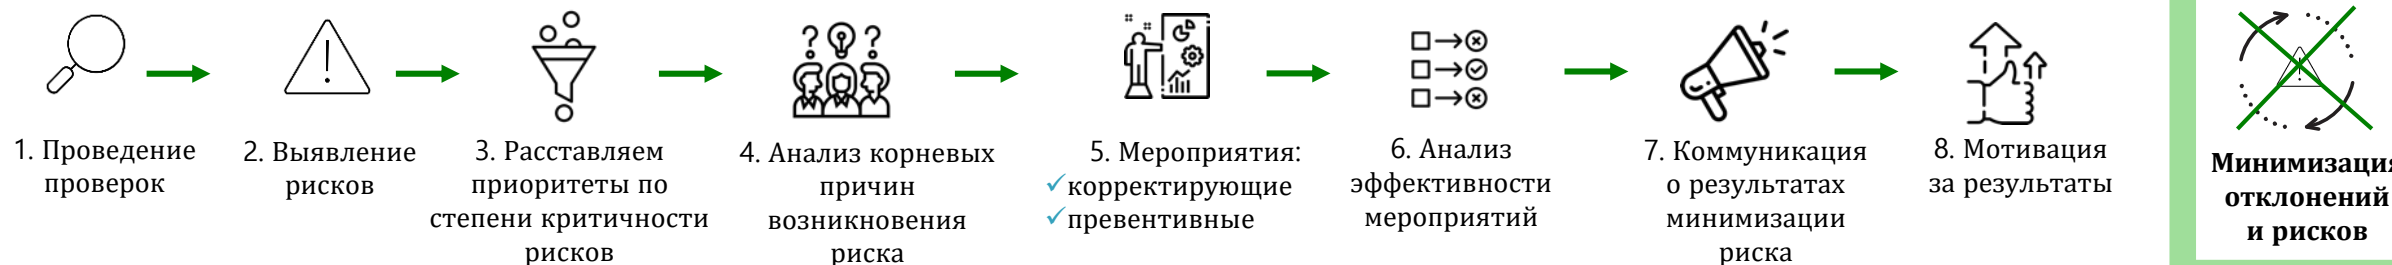 1. Проведение
проверок
2. Выявление
рисков
3. Расставляем
приоритеты по
степени критичности
рисков
4. Анализ корневых
причин
возникновения
риска
5. Мероприятия:
✓корректирующие
✓превентивные
6. Анализ
эффективности
мероприятий
7. Коммуникация
о результатах
минимизации
риска
8. Мотивация
за результаты
Минимизация
отклонений
и рисков